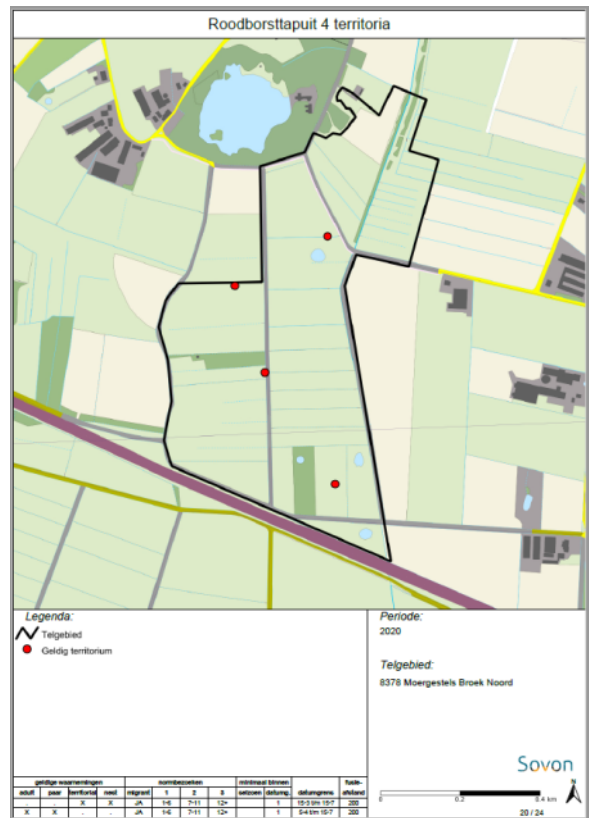 Roodborsttapuit 4 territoria
Legenda:
Telgebied
Geldig territorium
Periode:
2020
Telgebied:
8378 Moergestels Broek Noord
Sovon
0 0.2 0.4 km
20 / 24
geldige waarnemingen normbezoeken minimaal binnen fusie-
adult paar territoriaal nest migrant 1 2 3 seizoen datumg. datumgrens afstand
. . X X JA 1-6 7-11 12+ 1 15-3 t/m 15-7 200
X X . . JA 1-6 7-11 12+ 1 5-4 t/m 15-7 200